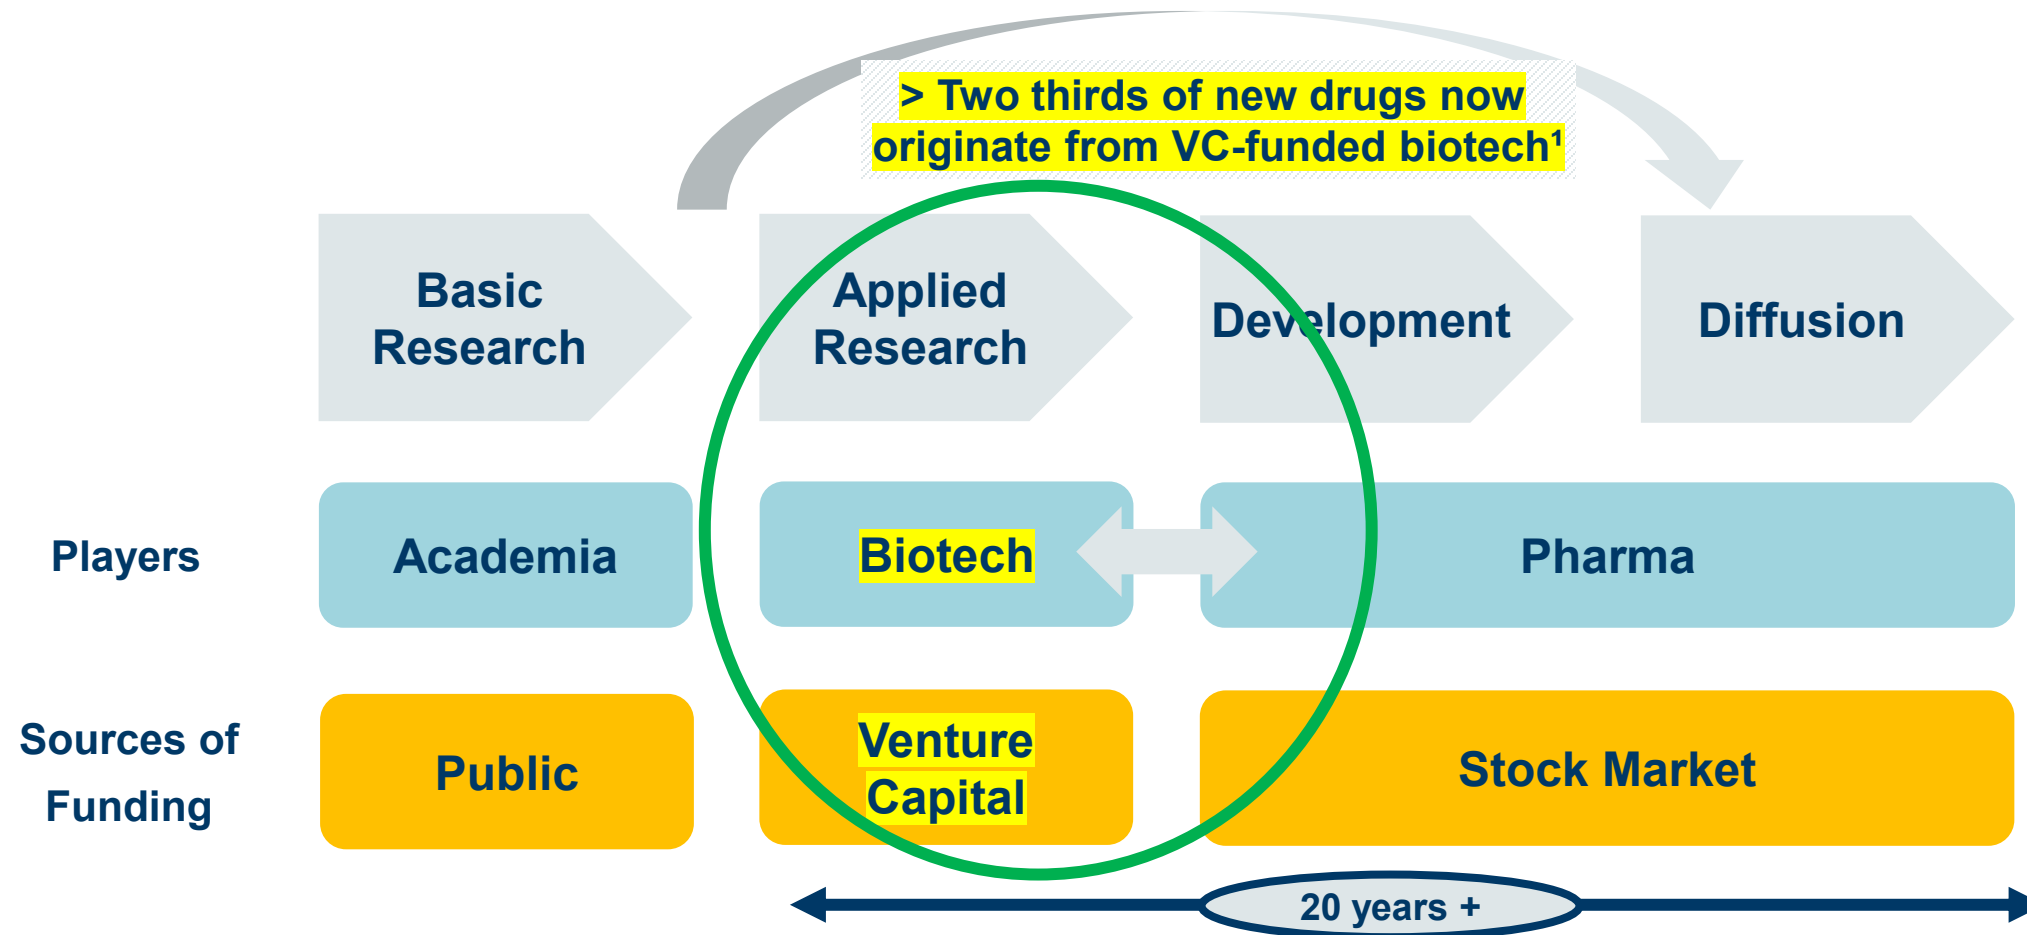 > Two thirds of new drugs now
originate from VC-funded biotech¹
Basic
Research
Applied
Research
Development
Diffusion
Players
Academia
Biotech
Pharma
Sources of
Funding
Public
Venture
Capital
Stock Market
20 years +